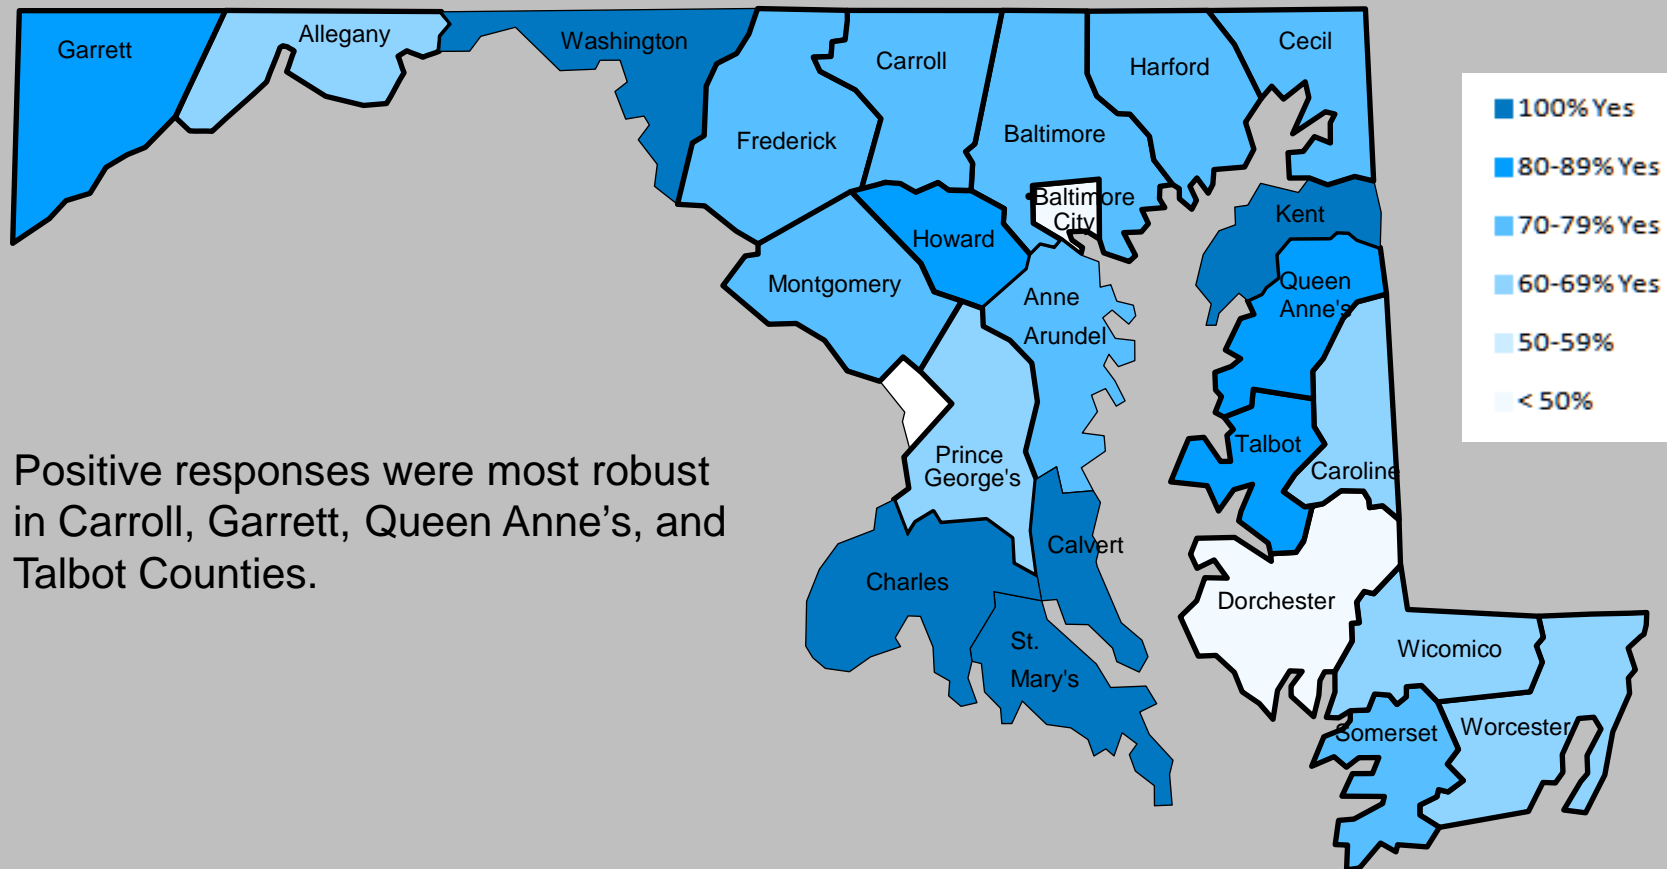 Garrett
Allegany
Washington
Frederick
Carroll
Baltimore
Harford
Cecil
Baltimore
City
Howard
Montgomery
Anne
Arundel
Kent
Queen
Anne's
Talbot
Caroline
Prince
George's
Calvert
Charles
St.
Mary's
Dorchester
Wicomico
Somerset
Worcester
100% Yes
80-89% Yes
70-79% Yes
60-69% Yes
50-59%
< 50%
Positive responses were most robust
in Carroll, Garrett, Queen Anne’s, and
Talbot Counties.